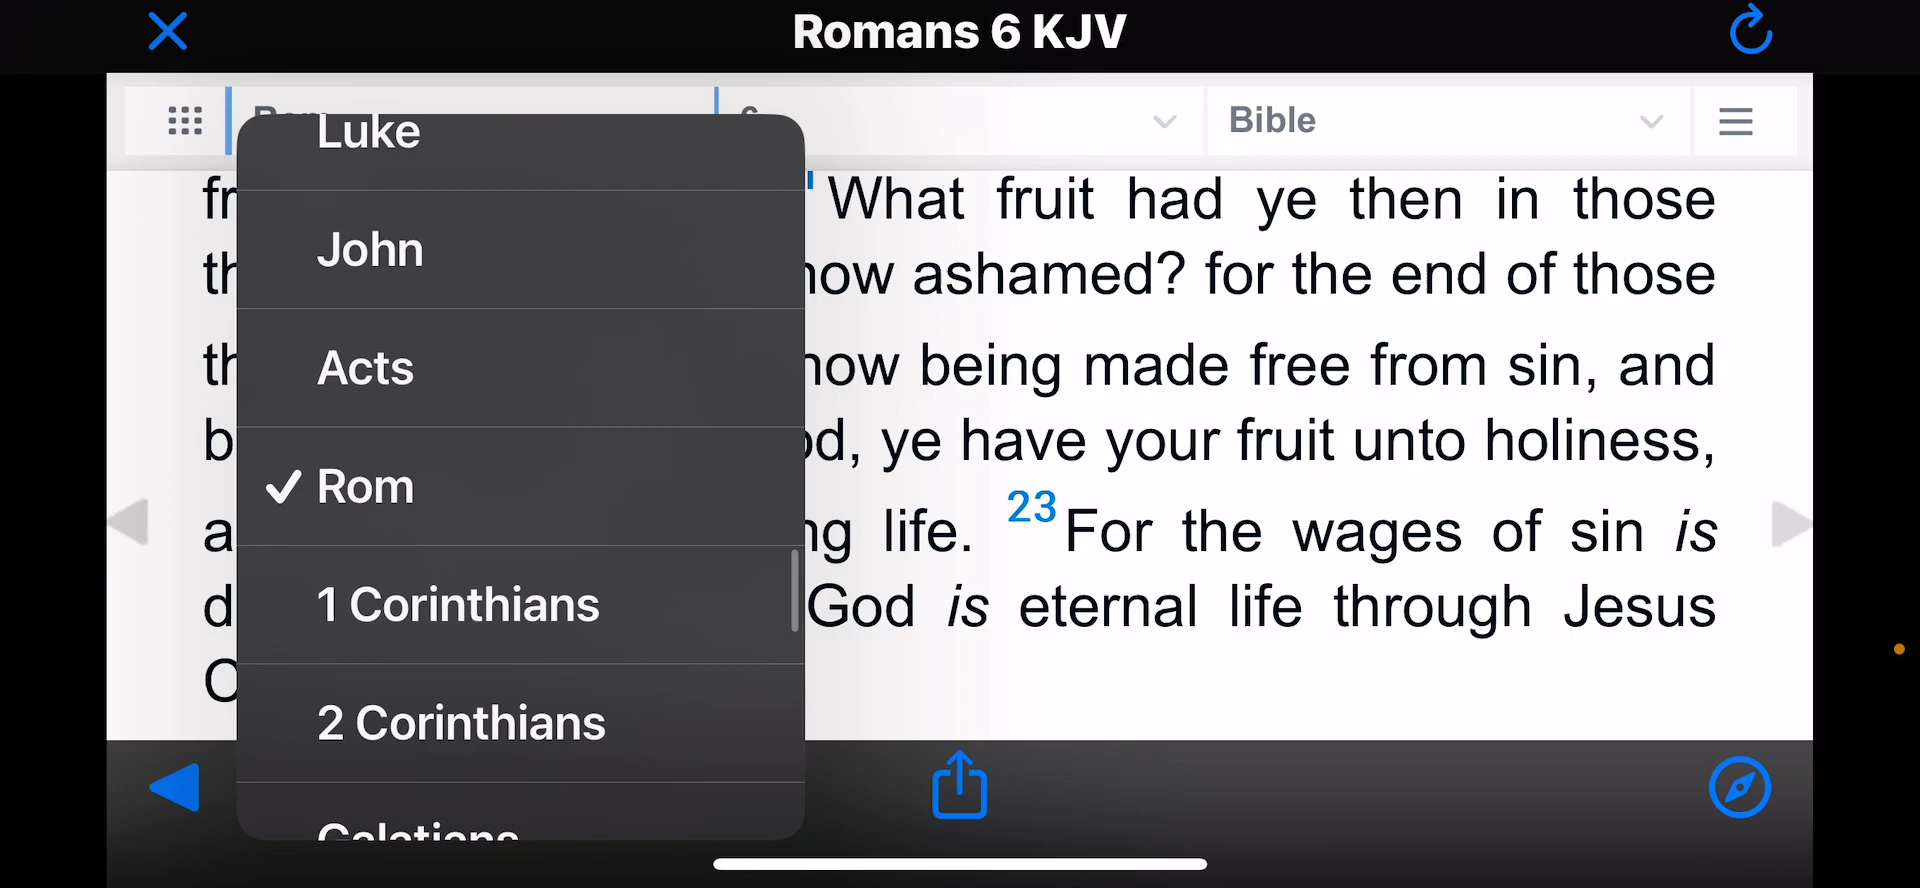 Romans 6 KJV
Bible
Luke
John
Acts
✓ Rom
1 Corinthians
2 Corinthians
Galatians
What fruit had ye then in those
ashamed? for the end of those
being made free from sin, and
ye have your fruit unto holiness,
life. 23 For the wages of sin is
God is eternal life through Jesus